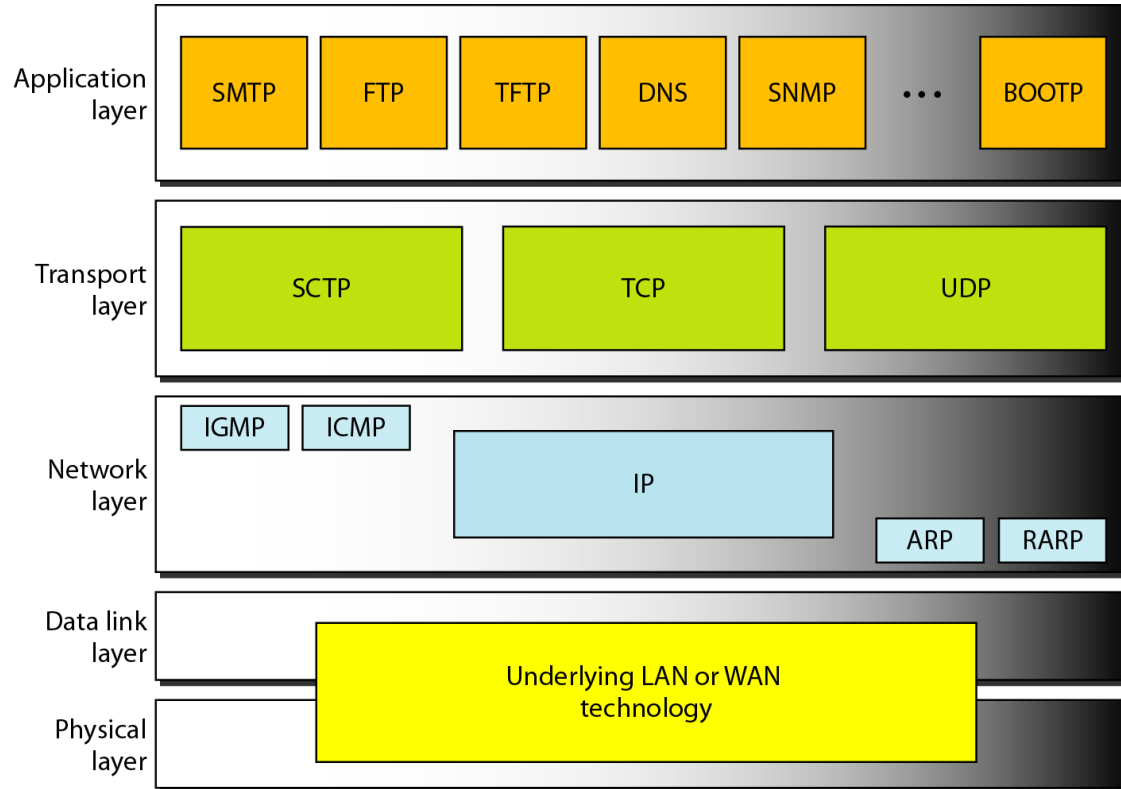 Application
layer
SMTP
FTP
TFTP
DNS
SNMP
...
BOOTP
Transport
layer
SCTP
TCP
UDP
Network
layer
IGMP
ICMP
IP
ARP
RARP
Data link
layer
Underlying LAN or WAN
technology
Physical
layer